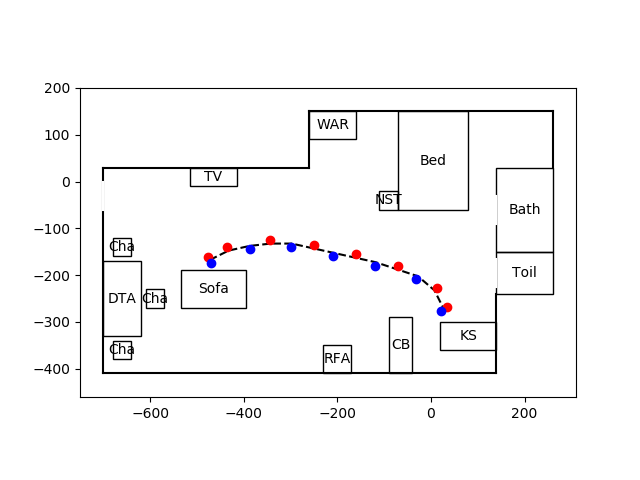 200
100
0
−100
−200
−300
−400
−600
−400
−200
0
200
WAR
Bed
TV
NST
Bath
Cha
Toil
DTA
Cha
Sofa
KS
CB
Cha
RFA